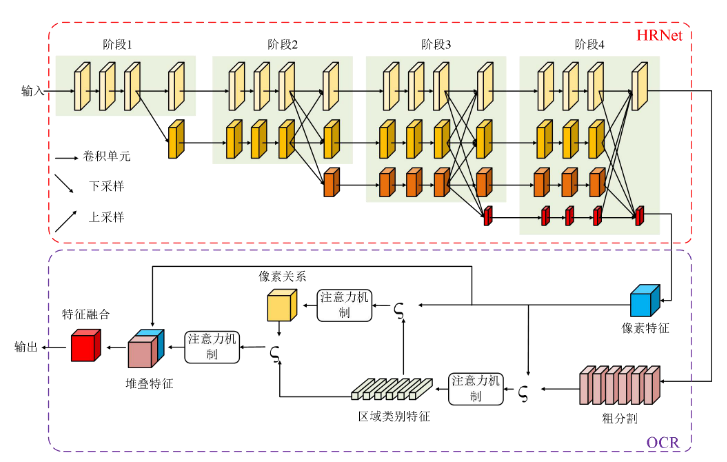 HRNet
阶段1
阶段2
阶段3
阶段4
输入
卷积单元
下采样
上采样
像素关系
注意力机
制
ς
像素特征
特征融合
输出
注意力机
制
ς
堆叠特征
区域类别特征
注意力机
制
ς
粗分割
OCR